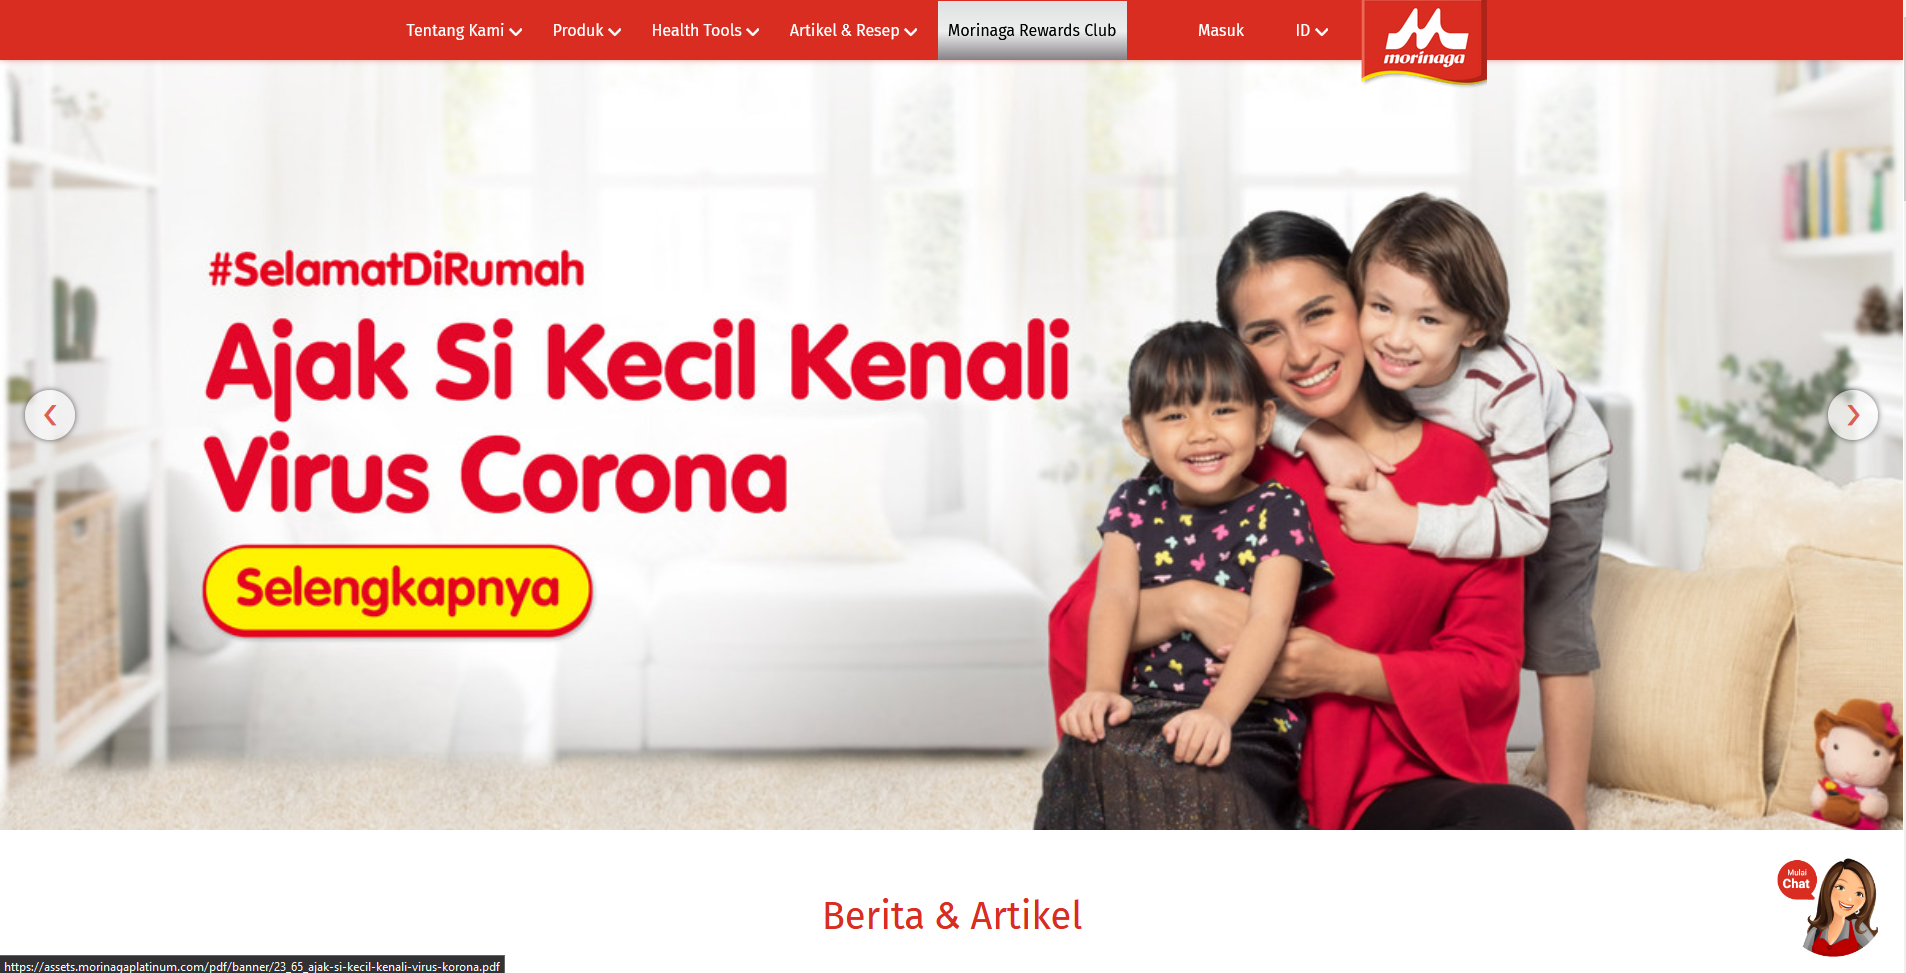 Tentang Kami
Produk
Health Tools
Artikel & Resep
Morinaga Rewards Club
Masuk
ID
morinaga
#SelamatDiRumah
Ajak Si Kecil Kenali
Virus Corona
Selengkapnya
Mulai
Chat
Berita & Artikel
https://assets.morinagaplatinum.com/pdf/banner/23_65_ajak-si-kecil-kenali-virus-korona.pdf